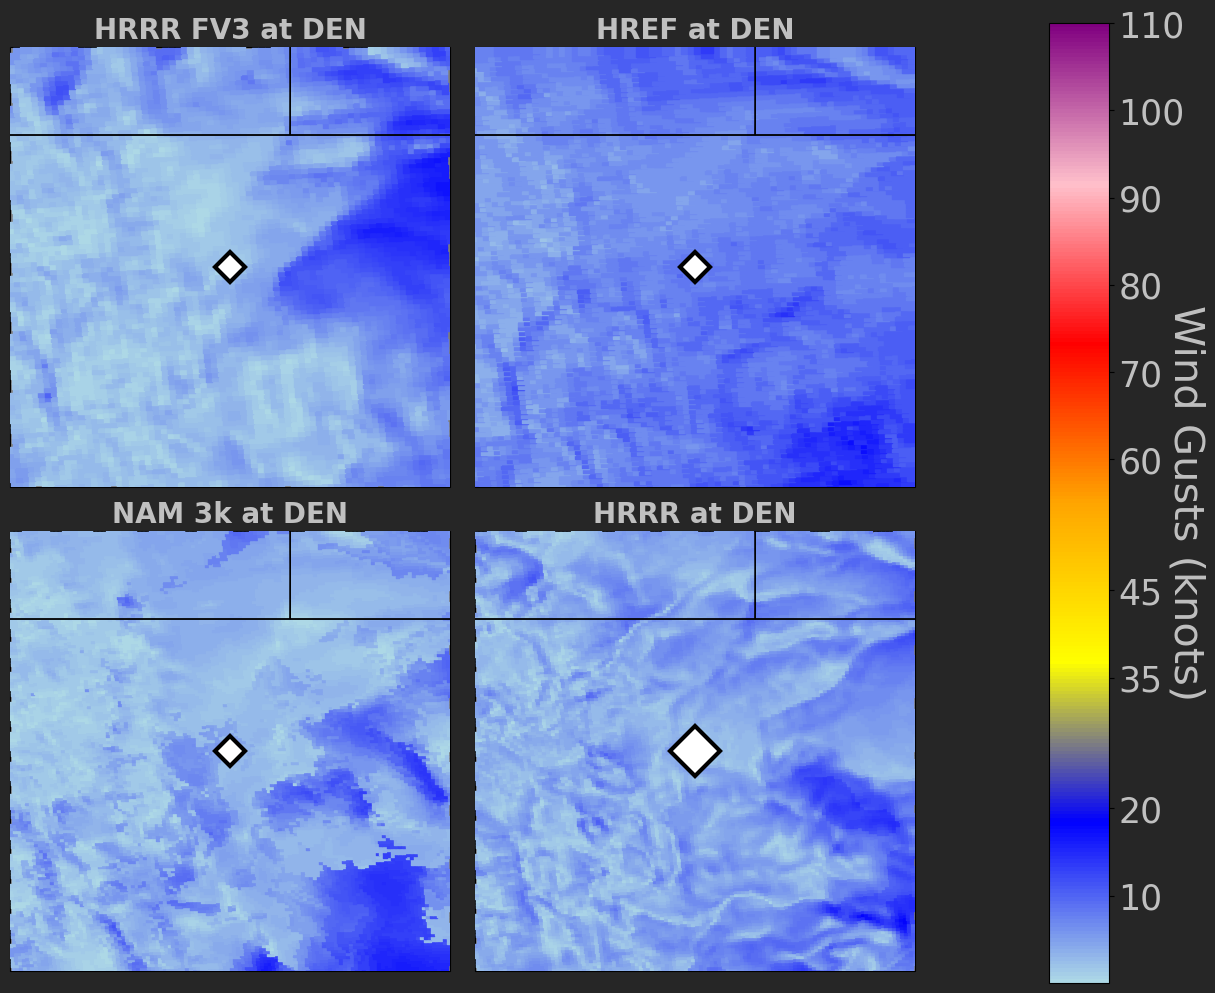 HRRR FV3 at DEN
HREF at DEN
NAM 3k at DEN
HRRR at DEN
110
100
90
80
70
60
45
35
20
10
Wind Gusts (knots)